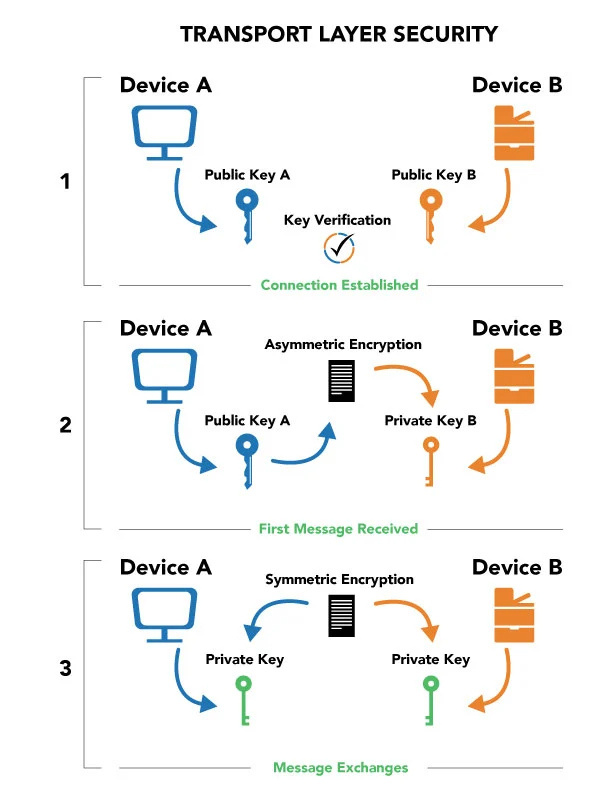 TRANSPORT LAYER SECURITY
Device A
Device B
1
Public Key A
Public Key B
Key Verification
Connection Established
Device A
Device B
Asymmetric Encryption
2
Public Key A
Private Key B
First Message Received
Device A
Device B
Symmetric Encryption
3
Private Key
Private Key
Message Exchanges